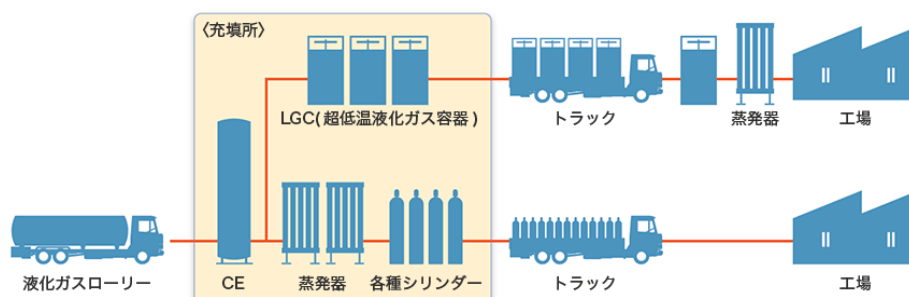 〈充填所〉
LGC(超低温液化ガス容器)
トラック
蒸発器
工場
液化ガスローリー
CE
蒸発器
各種シリンダー
トラック
工場